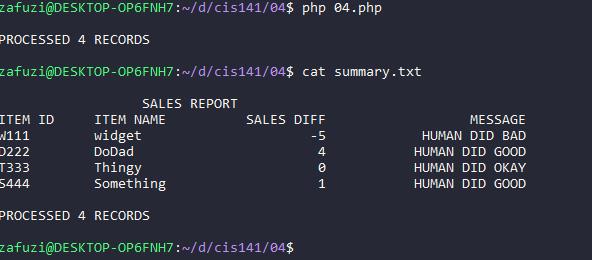 zafuzi@DESKTOP-OP6FNH7:~/d/cis141/04$ php 04.php
PROCESSED 4 RECORDS
zafuzi@DESKTOP-OP6FNH7:~/d/cis141/04$ cat summary.txt
SALES REPORT
ITEM ID ITEM NAME SALES DIFF MESSAGE
W111 widget -5 HUMAN DID BAD
D222 DoDad 4 HUMAN DID GOOD
T333 Thingy 0 HUMAN DID OKAY
S444 Something 1 HUMAN DID GOOD
PROCESSED 4 RECORDS
zafuzi@DESKTOP-OP6FNH7:~/d/cis141/04$